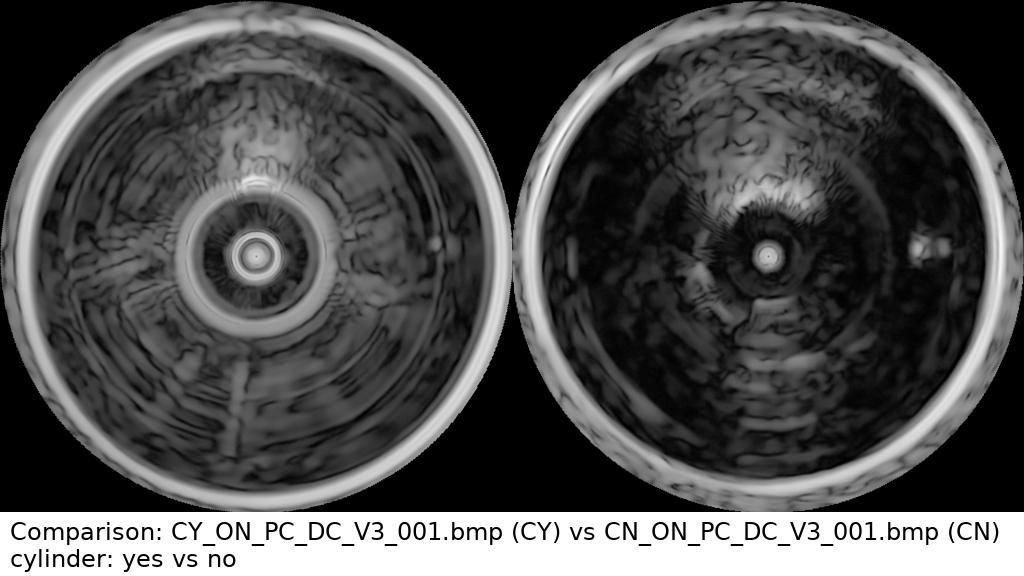 Comparison: CY_ON_PC_DC_V3_001.bmp (CY) vs CN_ON_PC_DC_V3_001.bmp (CN)
cylinder: yes vs no